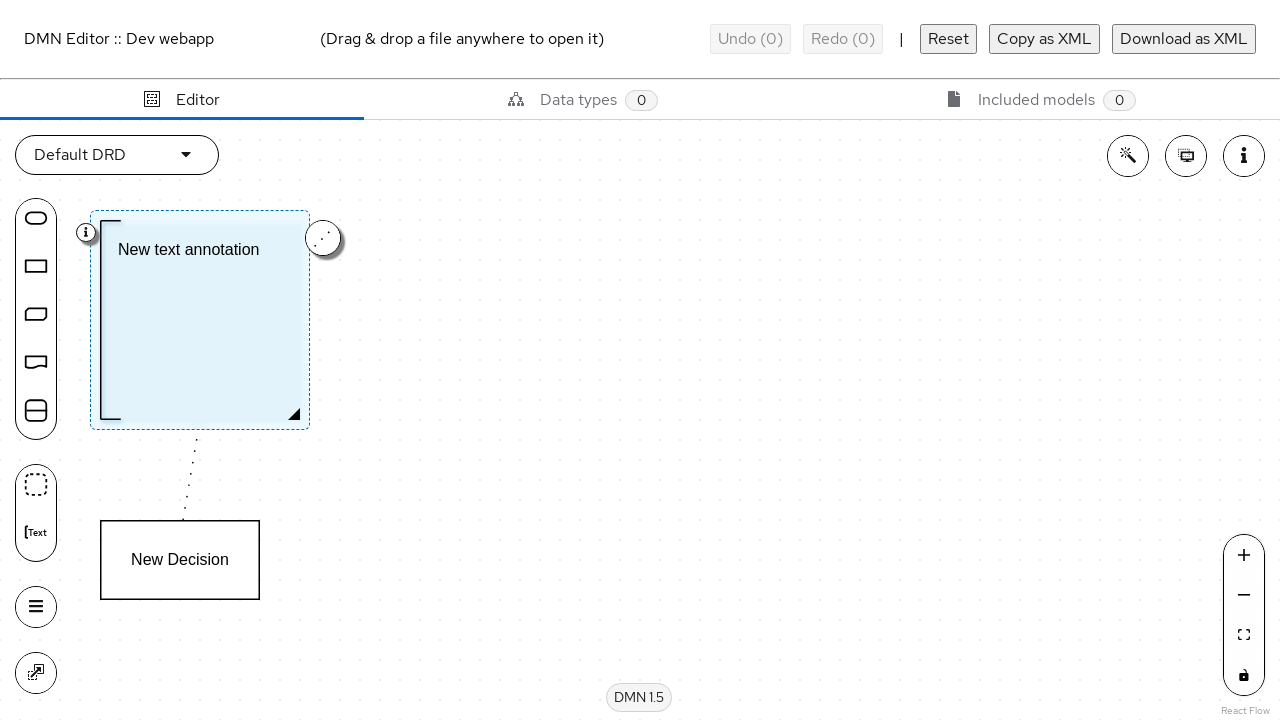 DMN Editor :: Dev webapp
(Drag & drop a file anywhere to open it)
Undo (0)
Redo (0)
|
Reset
Copy as XML
Download as XML
Editor
Data types 0
Included models 0
Default DRD
New text annotation
Text
New Decision
DMN 1.5
React Flow